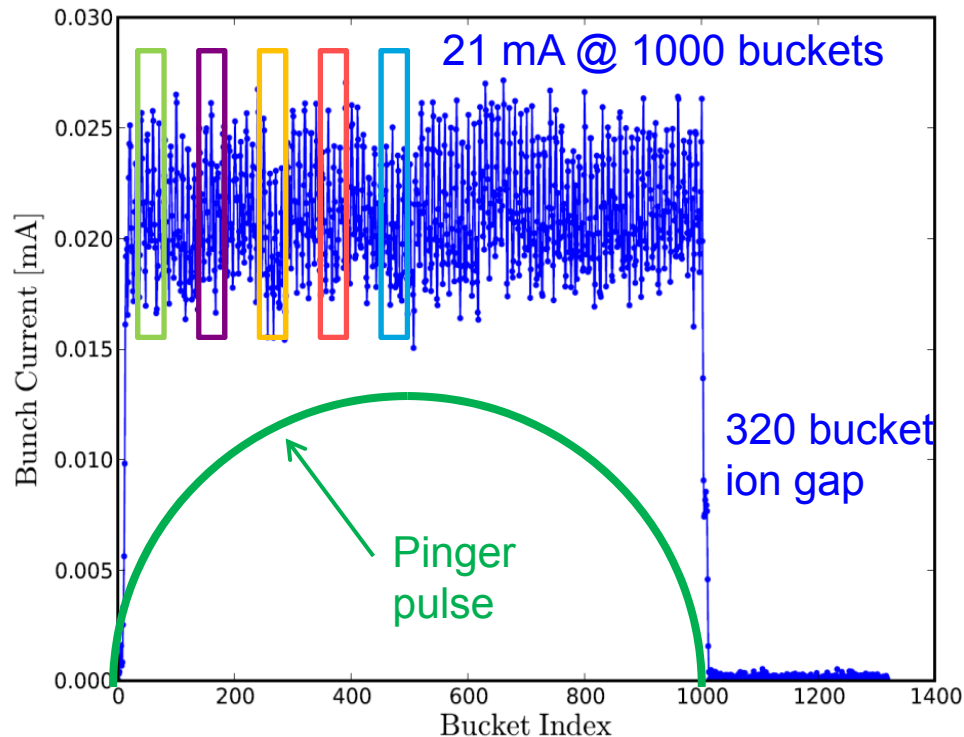 21 mA @ 1000 buckets
0.030
0.025
0.020
0.015
0.010
0.005
0.000
Bunch Current [mA]
320 bucket
ion gap
Pinger
pulse
0
200
400
600
800
1000
1200
1400
Bucket Index